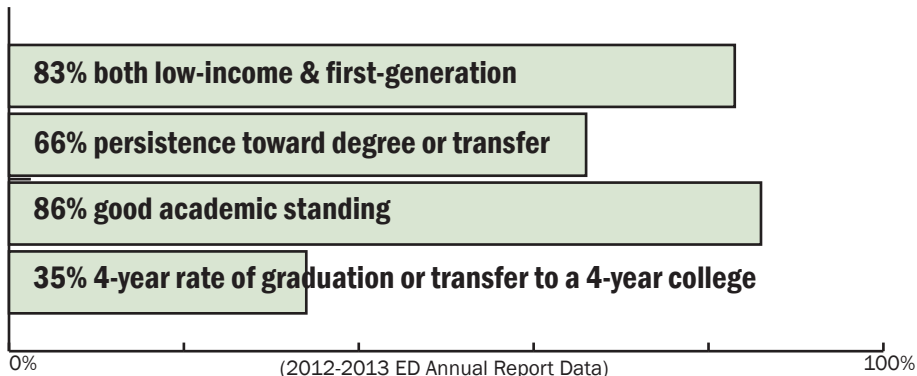 83% both low-income & first-generation
66% persistence toward degree or transfer
86% good academic standing
35% 4-year rate of graduation or transfer to a 4-year college
0%
(2012-2013 ED Annual Report Data)
100%